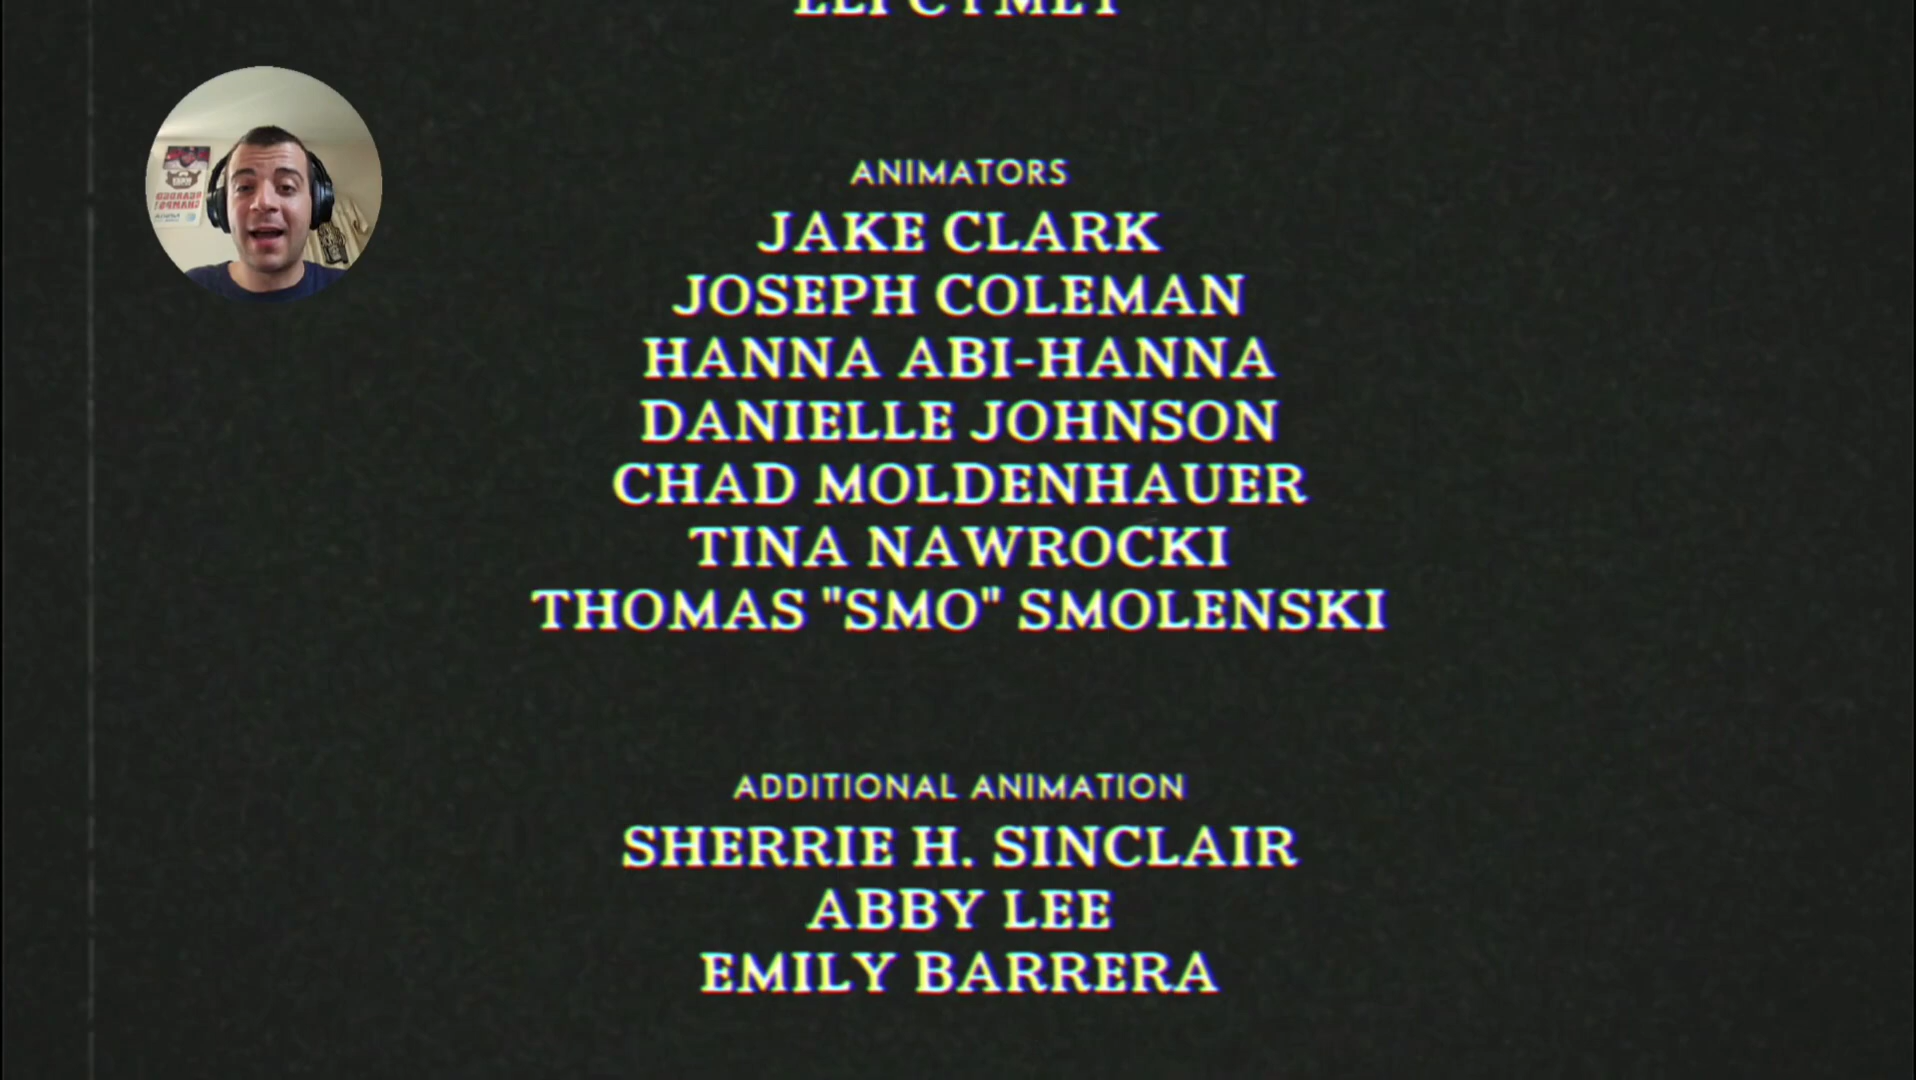 ANIMATORS
JAKE CLARK
JOSEPH COLEMAN
HANNA ABI-HANNA
DANIELLE JOHNSON
CHAD MOLDENHAUER
TINA NAWROCKI
THOMAS "SMO" SMOLENSKI
ADDITIONAL ANIMATION
SHERRIE H. SINCLAIR
ABBY LEE
EMILY BARRERA